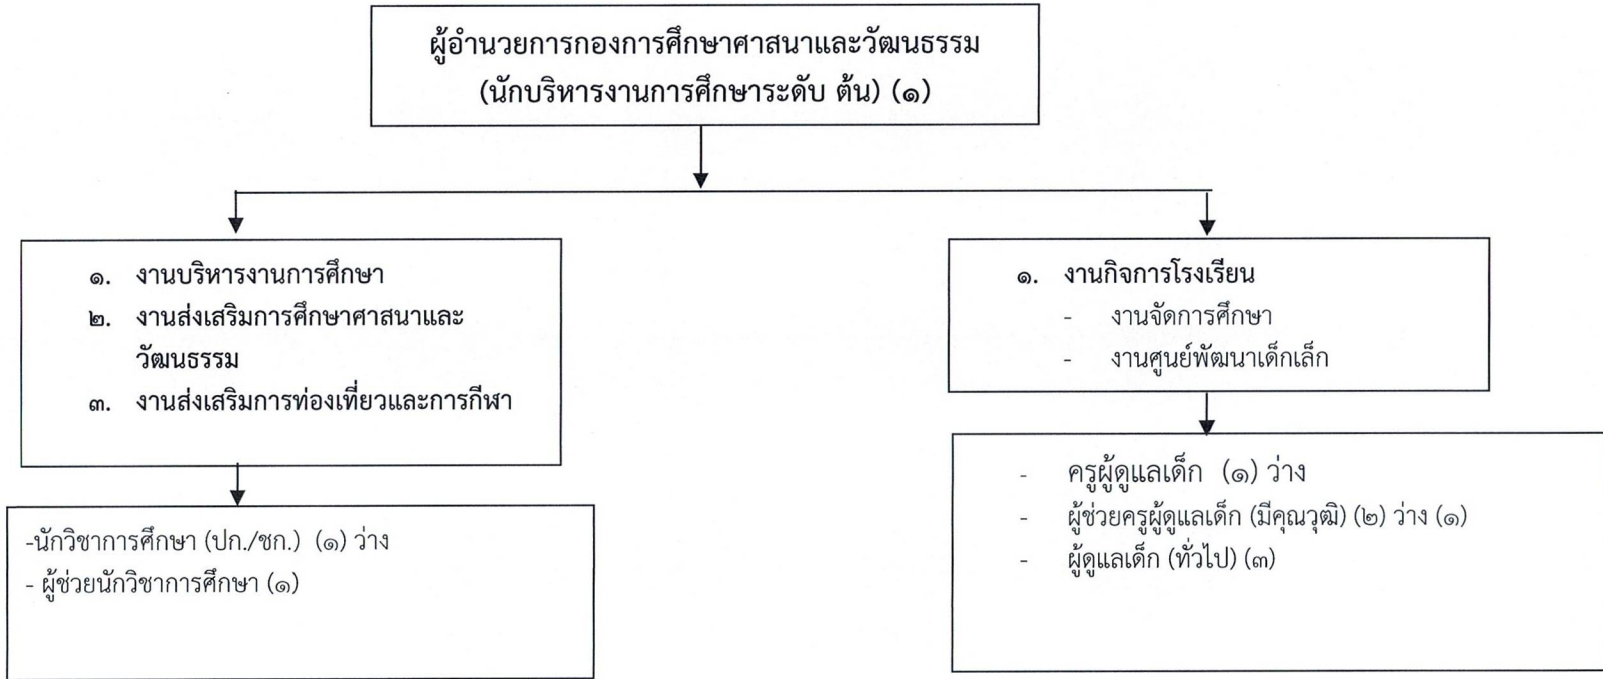 ผู้อำนวยการกองการศึกษาศาสนาและวัฒนธรรม
(นักบริหารงานการศึกษาระดับ ต้น) (๑)
๑. งานบริหารงานการศึกษา
๒. งานส่งเสริมการศึกษาศาสนาและ
วัฒนธรรม
๓. งานส่งเสริมการท่องเที่ยวและการกีฬา
-นักวิชาการศึกษา (ปก./ชก.) (๑) ว่าง
- ผู้ช่วยนักวิชาการศึกษา (๑)
๑. งานกิจการโรงเรียน
- งานจัดการศึกษา
- งานศูนย์พัฒนาเด็กเล็ก
- ครูผู้ดูแลเด็ก (๑) ว่าง
- ผู้ช่วยครูผู้ดูแลเด็ก (มีคุณวุฒิ) (๒) ว่าง (๑)
- ผู้ดูแลเด็ก (ทั่วไป) (๓)